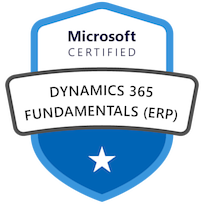 Microsoft
CERTIFIED
DYNAMICS 365
FUNDAMENTALS (ERP)